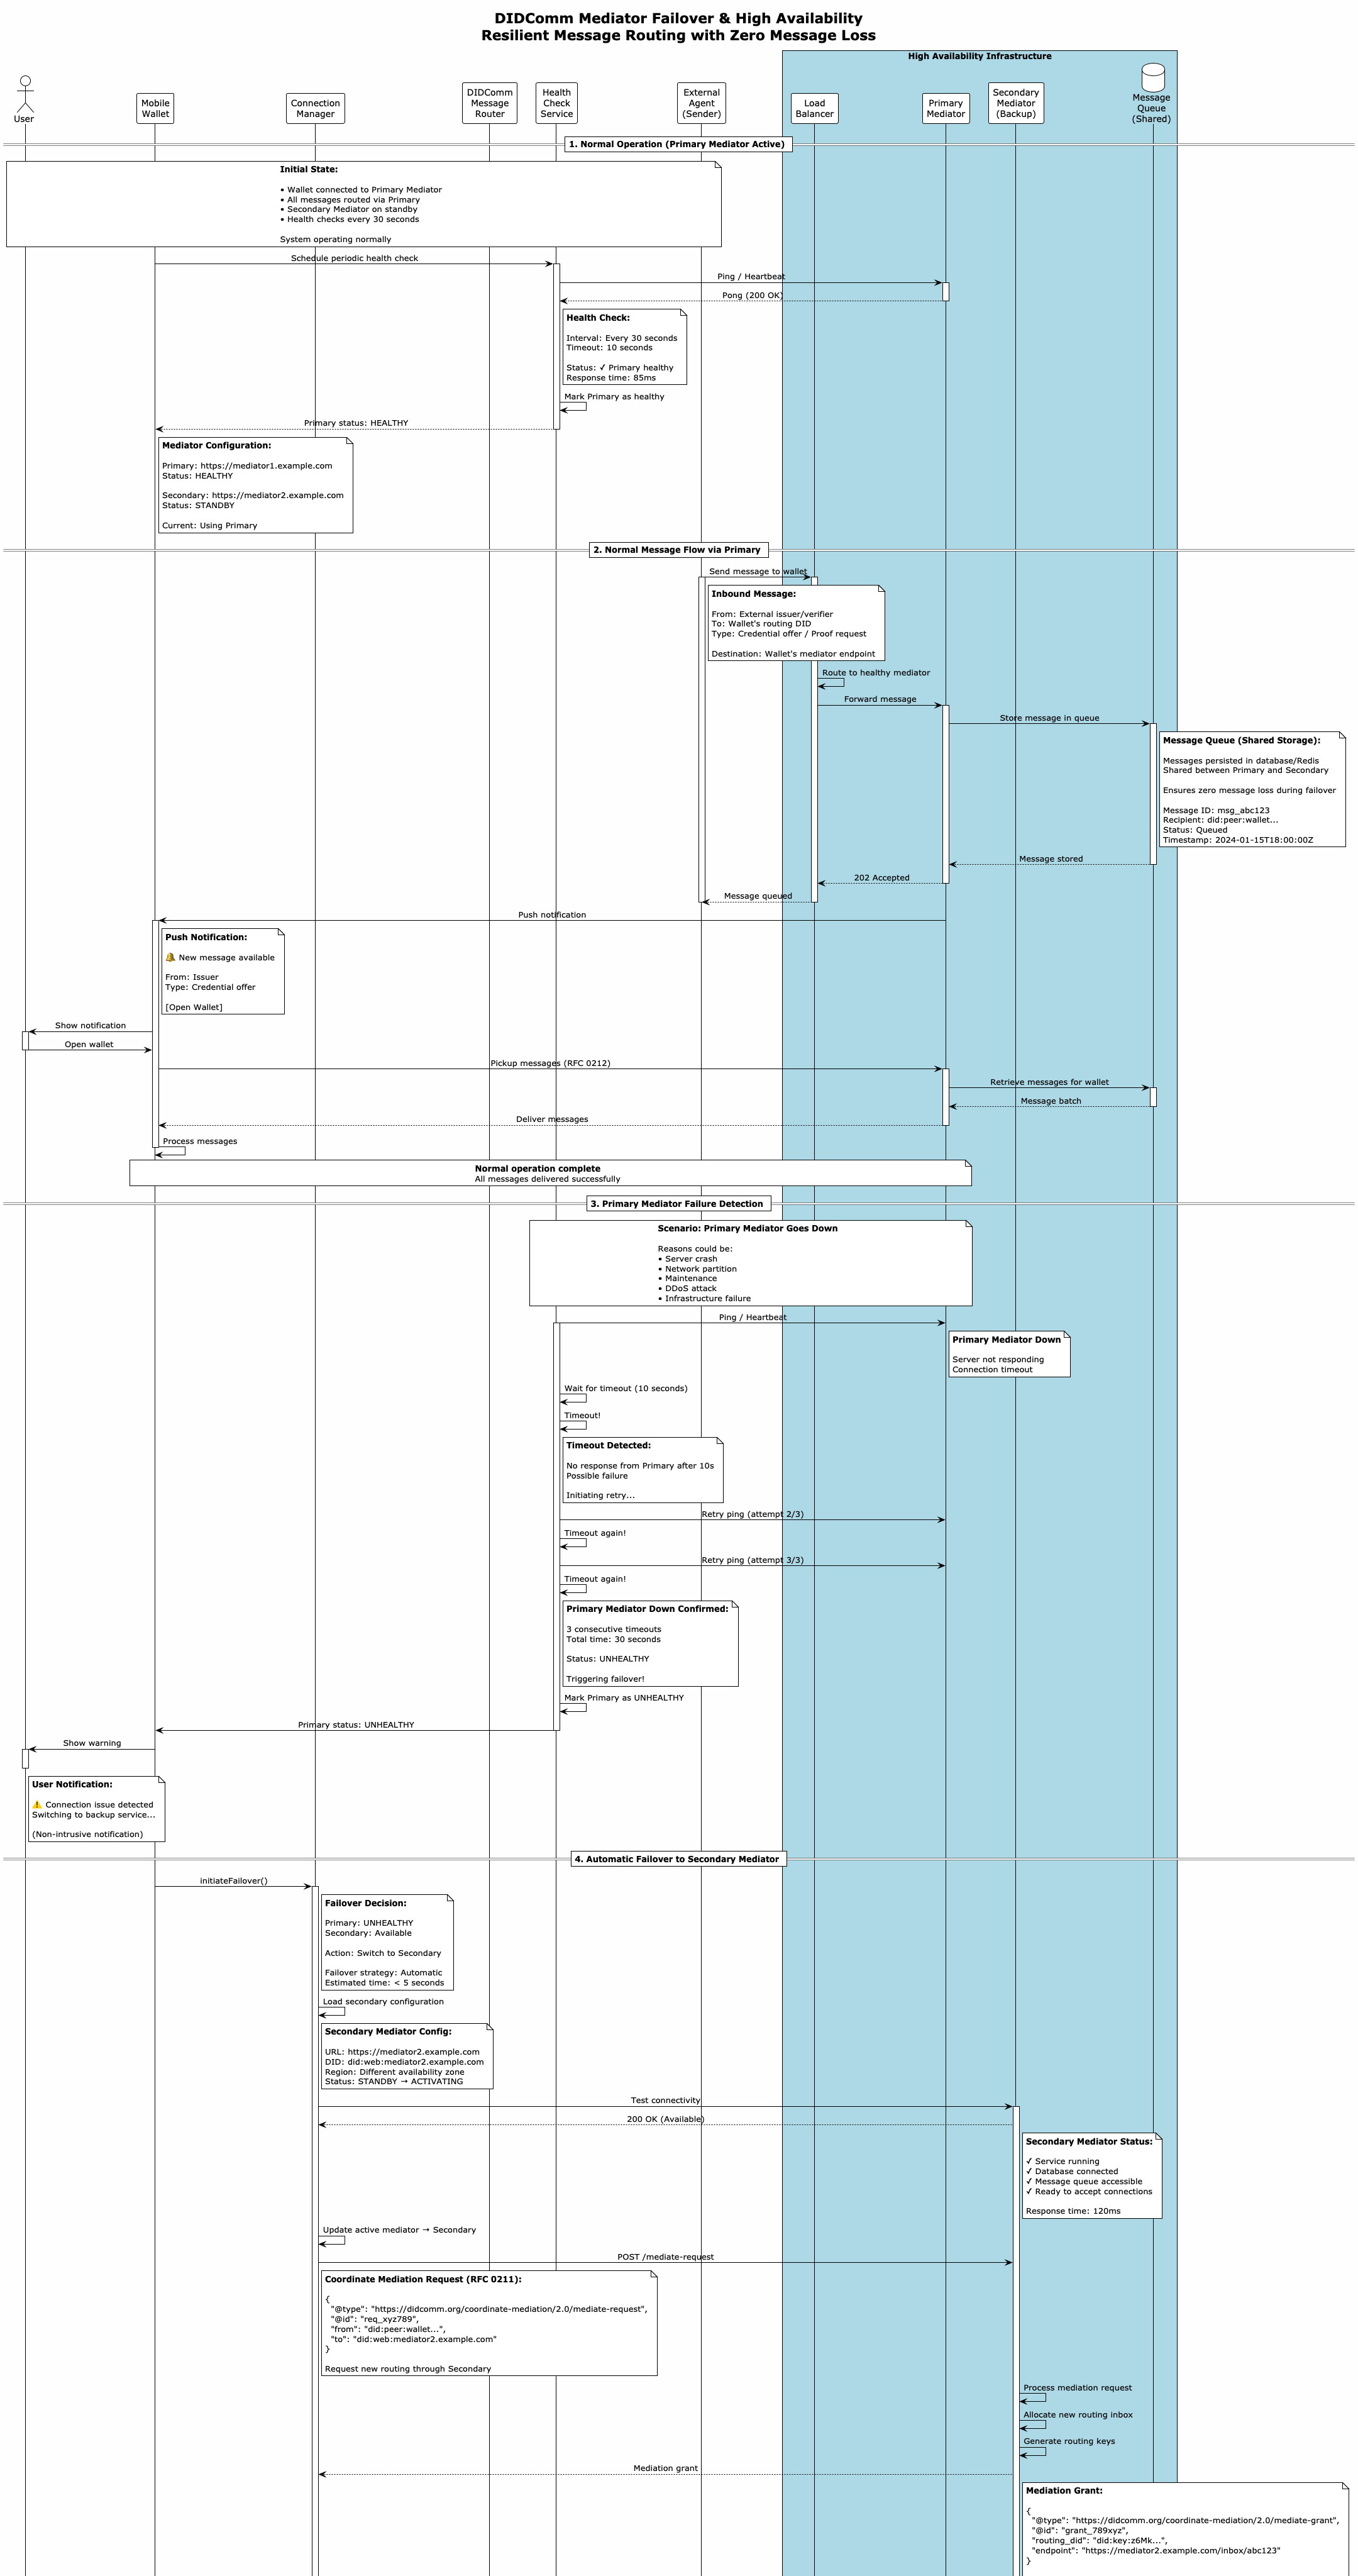 DIDComm Mediator Failover & High Availability
Resilient Message Routing with Zero Message Loss
High Availability Infrastructure
User
Mobile
Wallet
Connection
Manager
DIDComm
Message
Router
Health
Check
Service
External
Agent
(Sender)
Load
Balancer
Primary
Mediator
Secondary
Mediator
(Backup)
Message
Queue
(Shared)
1. Normal Operation (Primary Mediator Active)
Initial State:
• Wallet connected to Primary Mediator
• All messages routed via Primary
• Secondary Mediator on standby
• Health checks every 30 seconds
System operating normally
Schedule periodic health check
Ping / Heartbeat
Pong (200 OK)
Health Check:
Interval: Every 30 seconds
Timeout: 10 seconds
Status: ✓ Primary healthy
Response time: 85ms
Mark Primary as healthy
Primary status: HEALTHY
Mediator Configuration:
Primary: https://mediator1.example.com
Status: HEALTHY
Secondary: https://mediator2.example.com
Status: STANDBY
Current: Using Primary
2. Normal Message Flow via Primary
Send message to wallet
Inbound Message:
From: External issuer/verifier
To: Wallet's routing DID
Type: Credential offer / Proof request
Destination: Wallet's mediator endpoint
Route to healthy mediator
Forward message
Store message in queue
Message Queue (Shared Storage):
Messages persisted in database/Redis
Shared between Primary and Secondary
Ensures zero message loss during failover
Message ID: msg_abc123
Recipient: did:peer:wallet...
Status: Queued
Timestamp: 2024-01-15T18:00:00Z
Message stored
202 Accepted
Message queued
Push notification
Push Notification:
🔔 New message available
From: Issuer
Type: Credential offer
[Open Wallet]
Show notification
Open wallet
Pickup messages (RFC 0212)
Retrieve messages for wallet
Message batch
Deliver messages
Process messages
Normal operation complete
All messages delivered successfully
3. Primary Mediator Failure Detection
Scenario: Primary Mediator Goes Down
Reasons could be:
• Server crash
• Network partition
• Maintenance
• DDoS attack
• Infrastructure failure
Ping / Heartbeat
Primary Mediator Down
Server not responding
Connection timeout
Wait for timeout (10 seconds)
Timeout!
Timeout Detected:
No response from Primary after 10s
Possible failure
Initiating retry...
Retry ping (attempt 2/3)
Timeout again!
Retry ping (attempt 3/3)
Timeout again!
Primary Mediator Down Confirmed:
3 consecutive timeouts
Total time: 30 seconds
Status: UNHEALTHY
Triggering failover!
Mark Primary as UNHEALTHY
Primary status: UNHEALTHY
Show warning
User Notification:
⚠️ Connection issue detected
Switching to backup service...
(Non-intrusive notification)
4. Automatic Failover to Secondary Mediator
initiateFailover()
Failover Decision:
Primary: UNHEALTHY
Secondary: Available
Action: Switch to Secondary
Failover strategy: Automatic
Estimated time: < 5 seconds
Load secondary configuration
Secondary Mediator Config:
URL: https://mediator2.example.com
DID: did:web:mediator2.example.com
Region: Different availability zone
Status: STANDBY → ACTIVATING
Test connectivity
200 OK (Available)
Secondary Mediator Status:
✓ Service running
✓ Database connected
✓ Message queue accessible
✓ Ready to accept connections
Response time: 120ms
Update active mediator → Secondary
POST /mediate-request
Coordinate Mediation Request (RFC 0211):
{
"@type": "https://didcomm.org/coordinate-mediation/2.0/mediate-request",
"@id": "req_xyz789",
"from": "did:peer:wallet...",
"to": "did:web:mediator2.example.com"
}
Request new routing through Secondary
Process mediation request
Allocate new routing inbox
Generate routing keys
Mediation grant
Mediation Grant:
{
"@type": "https://didcomm.org/coordinate-mediation/2.0/mediate-grant",
"@id": "grant_789xyz",
"routing_did": "did:key:z6Mk...",
"endpoint": "https://mediator2.example.com/inbox/abc123"
}